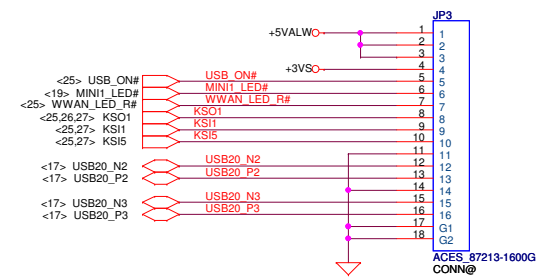 JP3
+5VALW 1 1
2 2
3 3
+3VS 4 4
<25> USB_ON# USB_ON# 5 5
<19> MINI1_LED# MINI1_LED# 6 6
<25> WWAN_LED_R# WWAN_LED_R# 7 7
<25,26,27> KSO1 KSO1 8 8
<25,27> KSI1 KSI1 9 9
<25,27> KSI5 KSI5 10 10
11 11
<17> USB20_N2 USB20_N2 12 12
<17> USB20_P2 USB20_P2 13 13
14 14
<17> USB20_N3 USB20_N3 15 15
<17> USB20_P3 USB20_P3 16 16
17 G1
18 G2
ACES_87213-1600G
CONN@